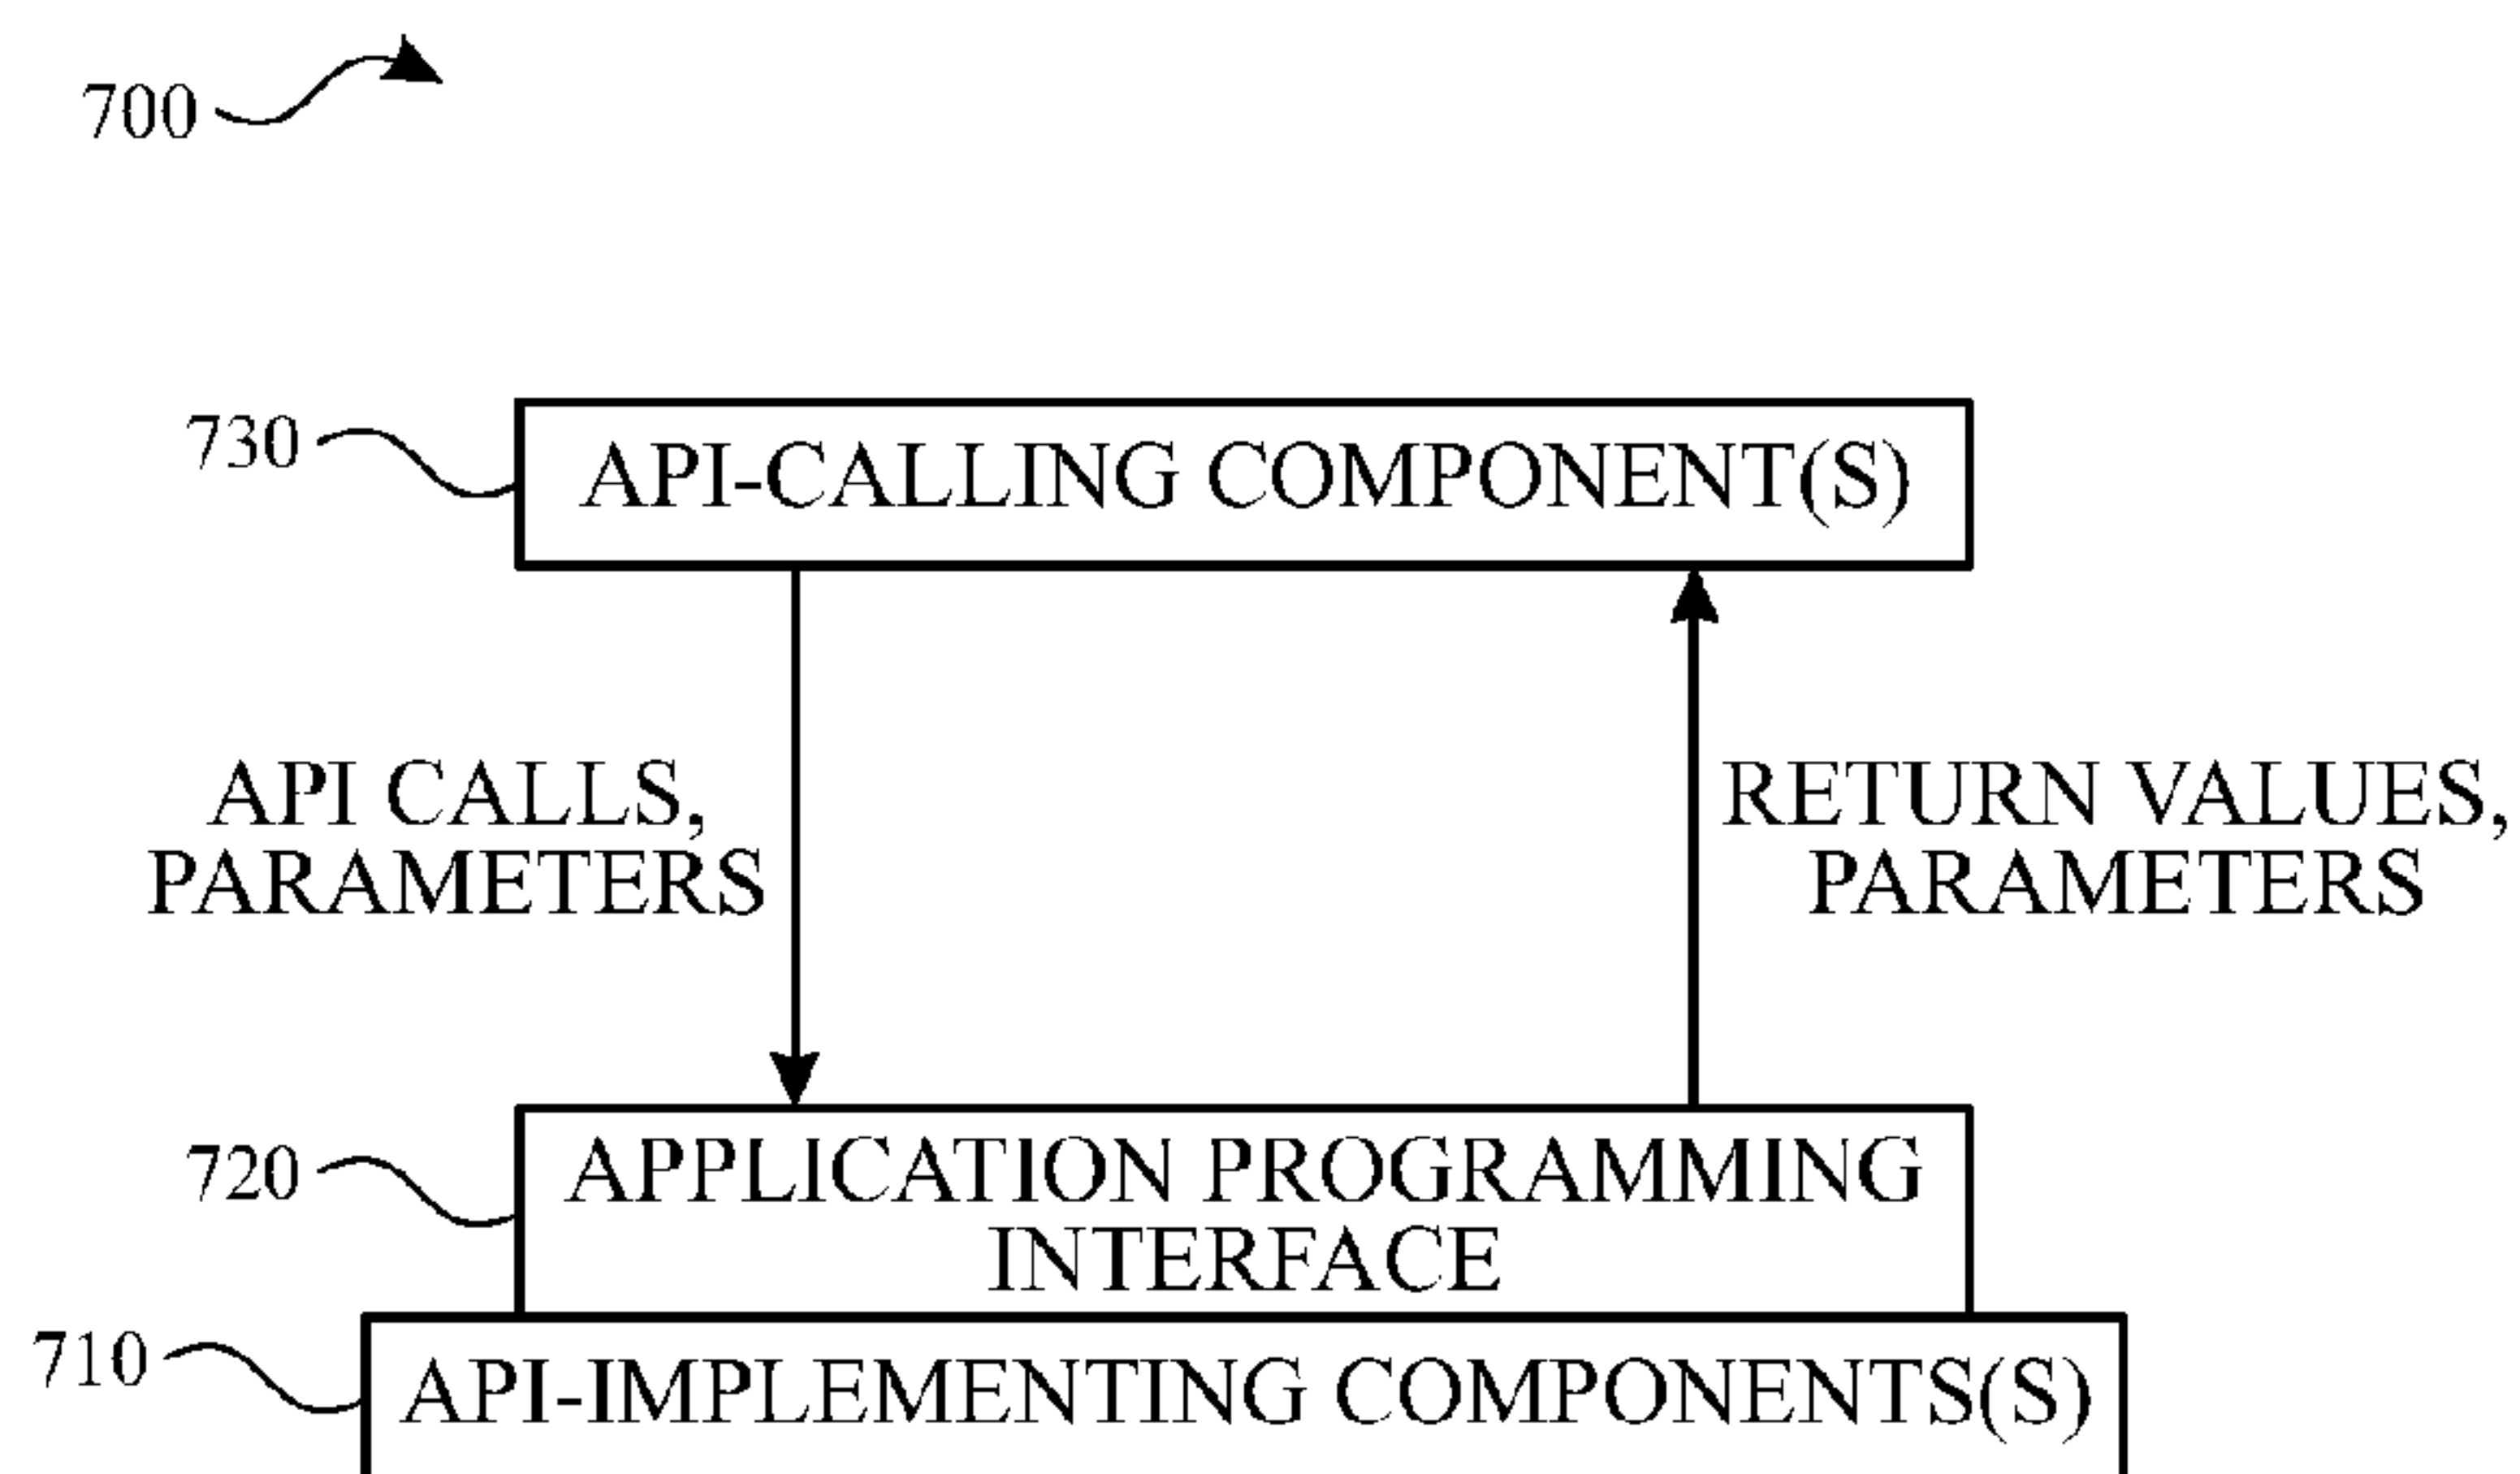 700
730
API-CALLING COMPONENT(S)
API CALLS,
PARAMETERS
RETURN VALUES,
PARAMETERS
720
APPLICATION PROGRAMMING
INTERFACE
710
API-IMPLEMENTING COMPONENTS(S)